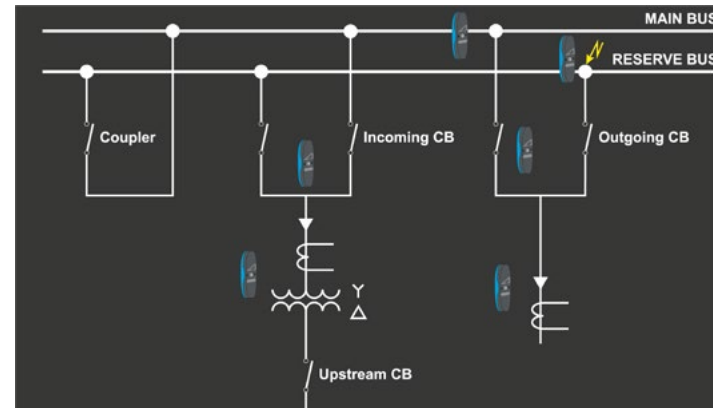 MAIN BUS
RESERVE BUS
Coupler
Incoming CB
Outgoing CB
Upstream CB